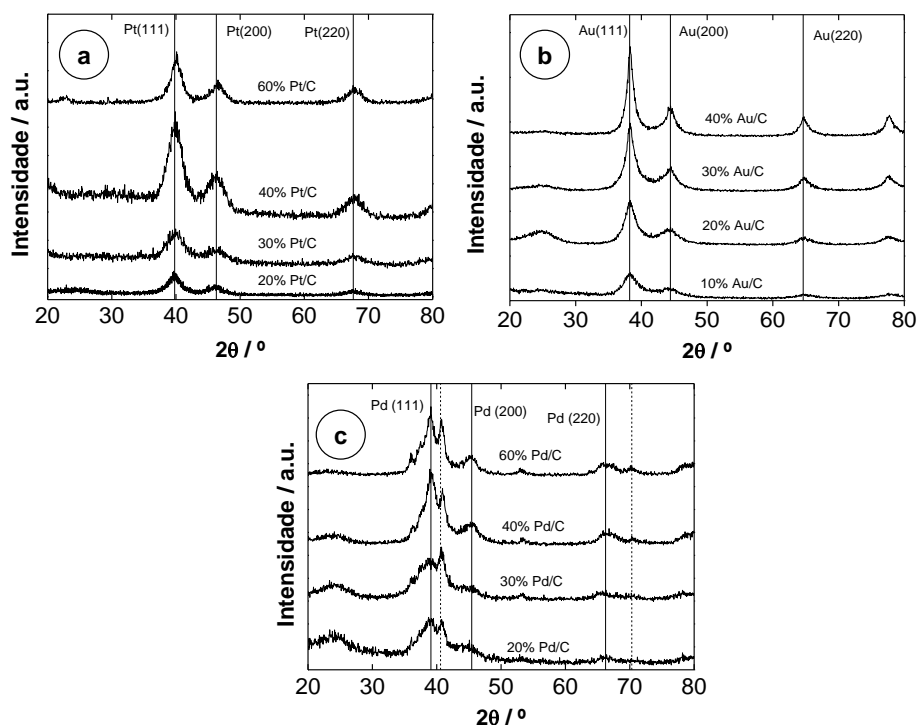 Pt(111)
Pt(200)
Pt(220)
a
60% Pt/C
40% Pt/C
30% Pt/C
20% Pt/C
Intensidade / a.u.
20 30 40 50 60 70 80
2θ / º
Au(111)
Au(200)
Au(220)
b
40% Au/C
30% Au/C
20% Au/C
10% Au/C
Intensidade / a.u.
20 30 40 50 60 70 80
2θ / º
Pd (111)
Pd (200)
Pd (220)
c
60% Pd/C
40% Pd/C
30% Pd/C
20% Pd/C
Intensidade / a.u.
20 30 40 50 60 70 80
2θ / º